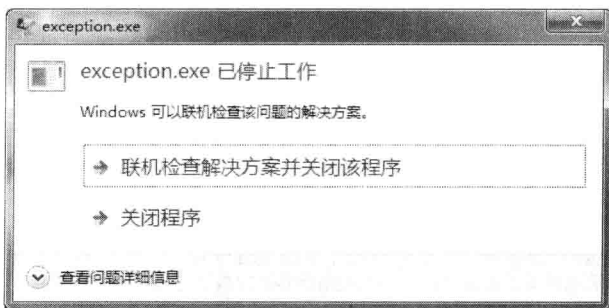 exception.exe
exception.exe 已停止工作
Windows 可以联机检查该问题的解决方案。
联机检查解决方案并关闭该程序
关闭程序
查看问题详细信息